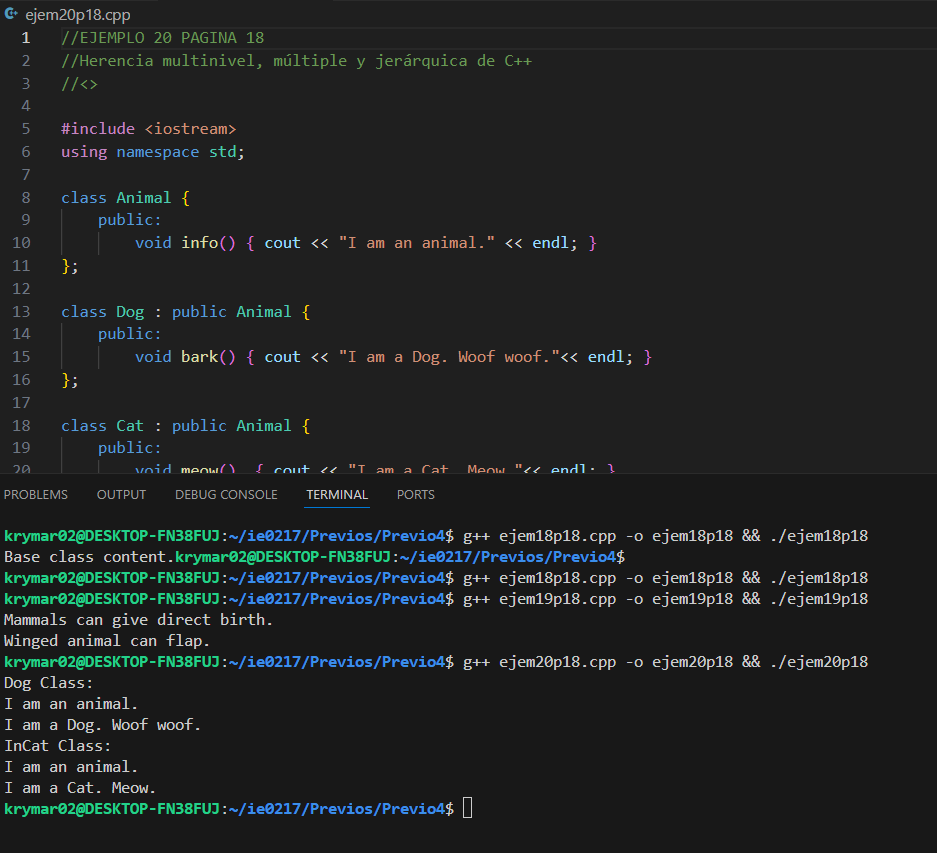 ejem20p18.cpp
1 //EJEMPLO 20 PAGINA 18
2 //Herencia multinivel, múltiple y jerárquica de C++
3 //<>
4
5 #include <iostream>
6 using namespace std;
7
8 class Animal {
9 public:
10 void info() { cout << "I am an animal." << endl; }
11 };
12
13 class Dog : public Animal {
14 public:
15 void bark() { cout << "I am a Dog. Woof woof."<< endl; }
16 };
17
18 class Cat : public Animal {
19 public:
20 void meow() { cout << "I am a Cat. Meow."<< endl; }
PROBLEMS OUTPUT DEBUG CONSOLE TERMINAL PORTS
krymar02@DESKTOP-FN38FUJ:~/ie0217/Previos/Previo4$ g++ ejem18p18.cpp -o ejem18p18 && ./ejem18p18
Base class content.krymar02@DESKTOP-FN38FUJ:~/ie0217/Previos/Previo4$
krymar02@DESKTOP-FN38FUJ:~/ie0217/Previos/Previo4$ g++ ejem18p18.cpp -o ejem18p18 && ./ejem18p18
krymar02@DESKTOP-FN38FUJ:~/ie0217/Previos/Previo4$ g++ ejem19p18.cpp -o ejem19p18 && ./ejem19p18
Mammals can give direct birth.
Winged animal can flap.
krymar02@DESKTOP-FN38FUJ:~/ie0217/Previos/Previo4$ g++ ejem20p18.cpp -o ejem20p18 && ./ejem20p18
Dog Class:
I am an animal.
I am a Dog. Woof woof.
InCat Class:
I am an animal.
I am a Cat. Meow.
krymar02@DESKTOP-FN38FUJ:~/ie0217/Previos/Previo4$